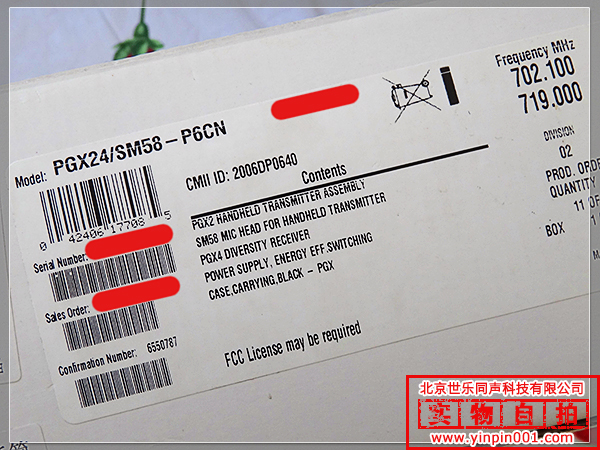 Frequency MHz
702.100
719.000
Model: PGX24/SM58-P6CN
CMII ID: 2006DP0640
0 42406 17708 5
Contents
PGX2 HANDHELD TRANSMITTER ASSEMBLY
SM58 MIC HEAD FOR HANDHELD TRANSMITTER
PGX4 DIVERSITY RECEIVER
POWER SUPPLY, ENERGY EFF.SWITCHING
CASE,CARRYING,BLACK - PGX
DIVISION
02
PROD. ORDE
QUANTITY
11 OF
BOX
Serial Number:
Sales Order:
Confirmation Number: 6550787
FCC License may be required
北京世乐同声科技有限公司
实物自拍
www.yinpin001.com